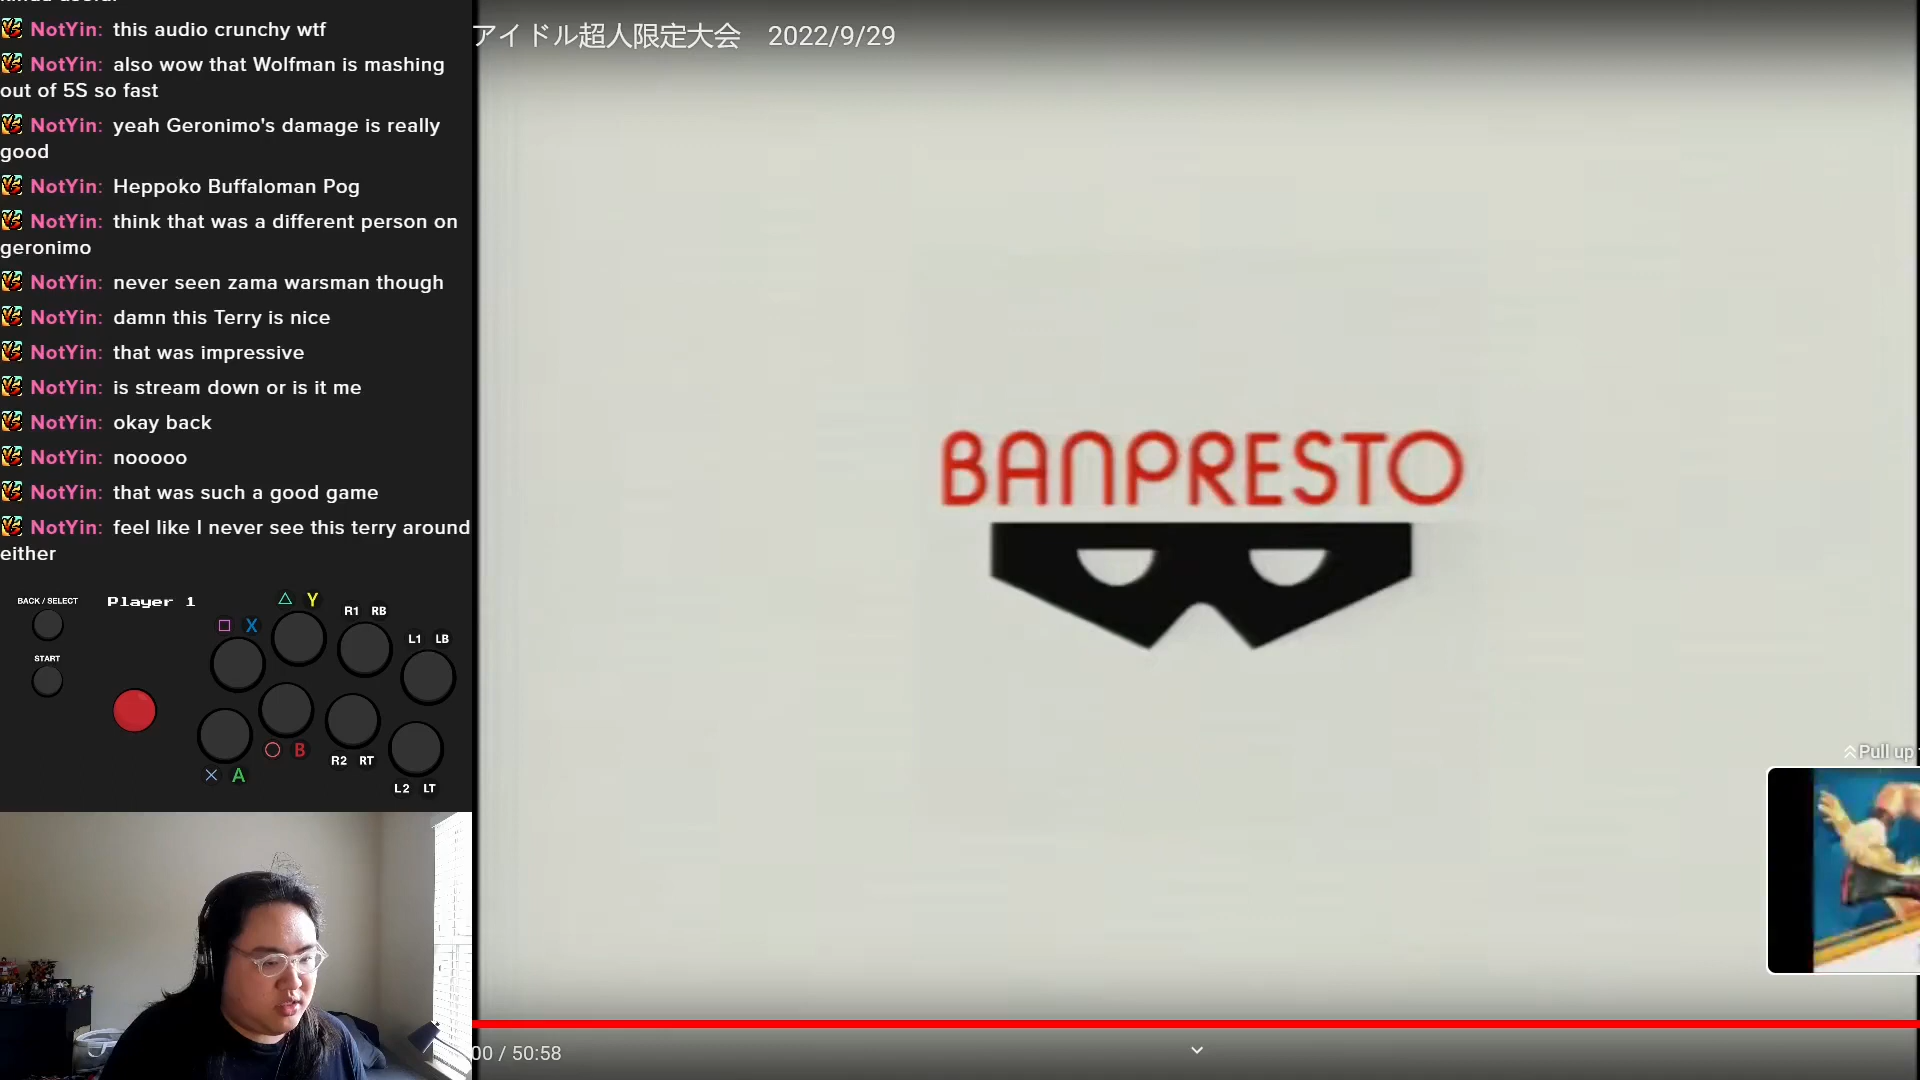 NotYin: this audio crunchy wtf
NotYin: also wow that Wolfman is mashing
out of 5S so fast
NotYin: yeah Geronimo's damage is really
good
NotYin: Heppoko Buffaloman Pog
NotYin: think that was a different person on
geronimo
NotYin: never seen zama warsman though
NotYin: damn this Terry is nice
NotYin: that was impressive
NotYin: is stream down or is it me
NotYin: okay back
NotYin: nooooo
NotYin: that was such a good game
NotYin: feel like I never see this terry around
either
アイドル超人限定大会 2022/9/29
BANPRESTO
BACK / SELECT
Player 1
START
△ Y
□ X
R1 RB
L1 LB
○ B
× A
R2 RT
L2 LT
Pull up
00 / 50:58